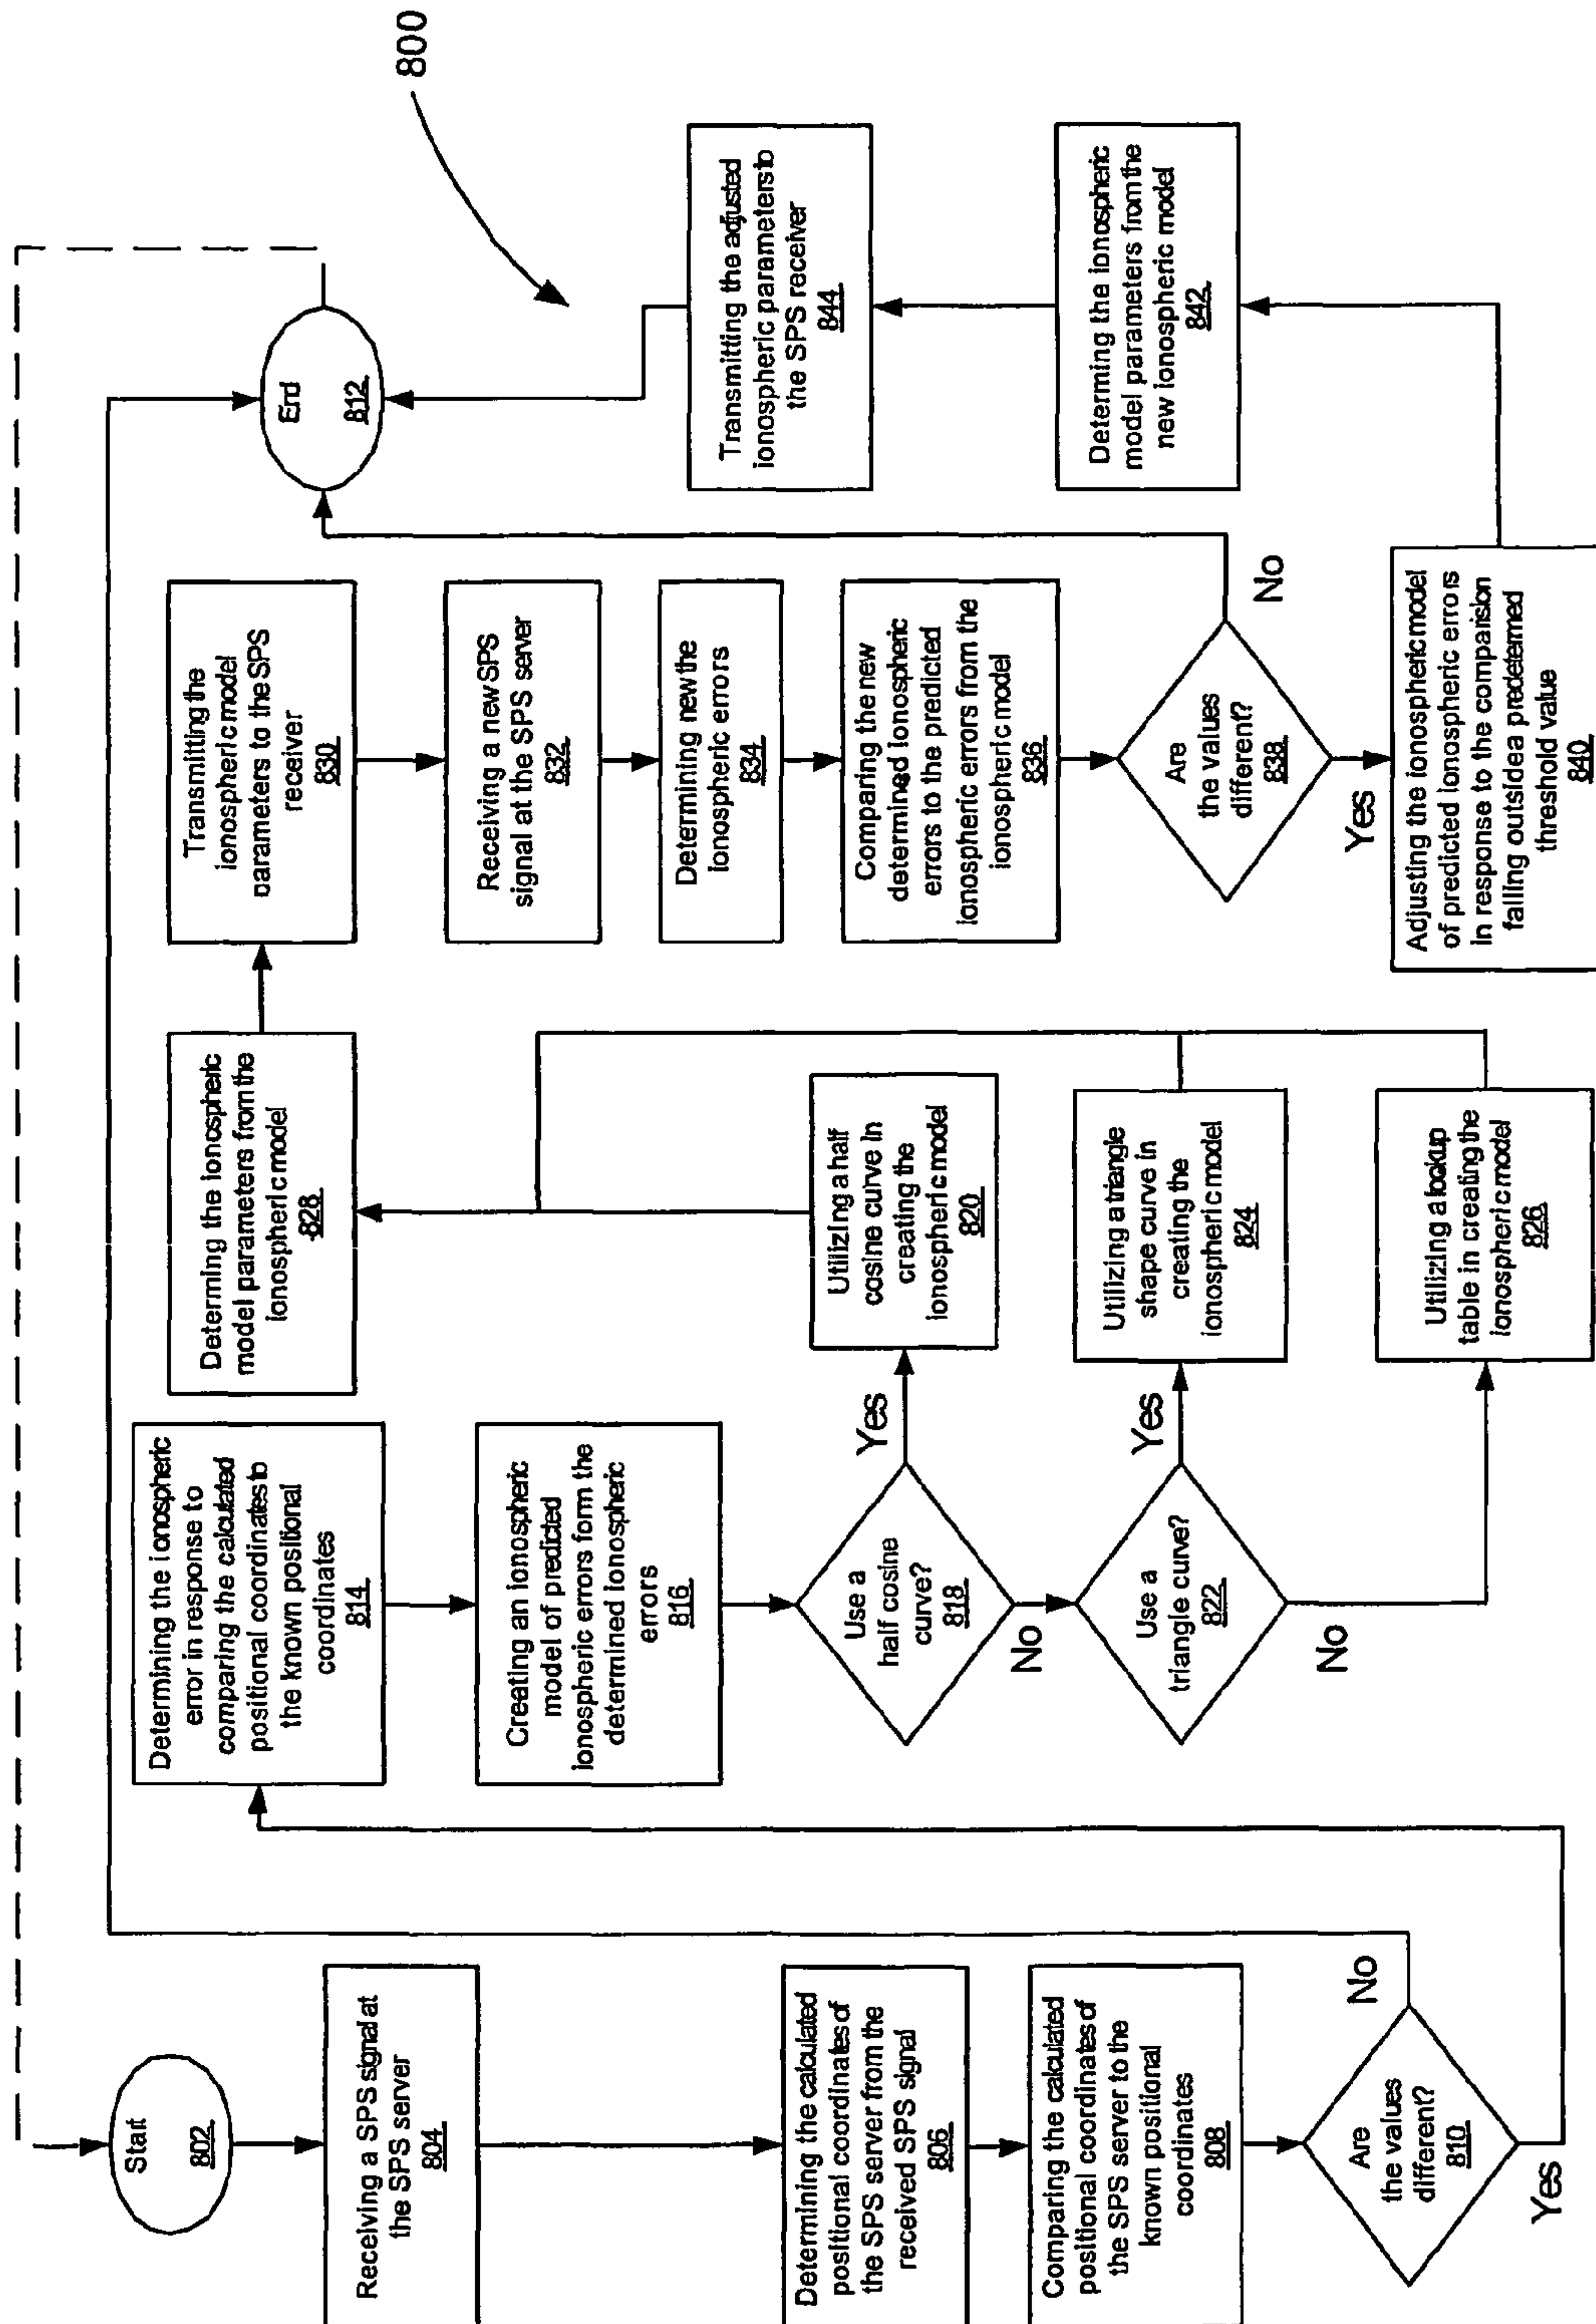 Start
802
Receiving a SPS signal at
the SPS server
804
Determining the calculated
positional coordinates of
the SPS server from the
received SPS signal
806
Comparing the calculated
positional coordinates of
the SPS server to the
known positional
coordinates
808
Are
the values
different?
810
No
Yes
Determining the ionospheric
error in response to
comparing the calculated
positional coordinates to
the known positional
coordinates
814
Creating an ionospheric
model of predicted
ionospheric errors form the
determined Ionospheric
errors
816
Use a
half cosine
curve?
818
Yes
No
Use a
triangle curve?
822
Yes
No
Utilizing a half
cosine curve in
creating the
ionospheric model
820
Utilizing a triangle
shape curve in
creating the
ionospheric model
824
Utilizing a lookup
table in creating the
ionospheric model
826
Determining the ionospheric
model parameters from the
ionospheric model
828
Transmitting the
ionospheric model
parameters to the SPS
receiver
830
Receiving a new SPS
signal at the SPS server
832
Determining new the
Ionospheric errors
834
Comparing the new
determined Ionospheric
errors to the predicted
ionospheric errors from the
ionospheric model
836
Are
the values
different?
838
No
Yes
Adjusting the ionospheric model
of predicted Ionospheric errors
in response to the comparision
falling outside a predetermed
threshold value
840
Determing the ionospheric
model parameters from the
new ionospheric model
842
Transmitting the adjusted
ionospheric parameters to
the SPS receiver
844
End
812
800